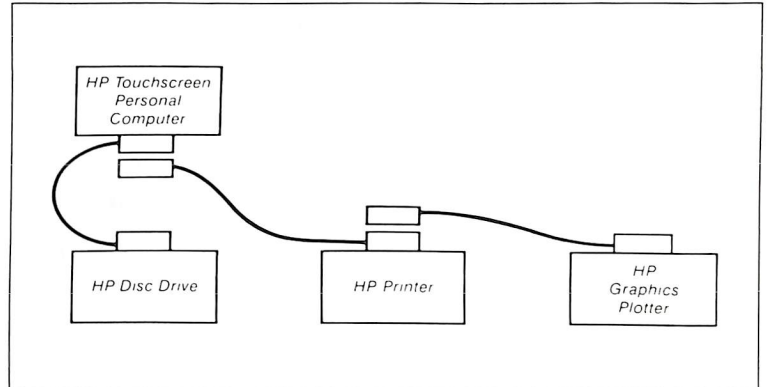 HP Touchscreen
Personal
Computer
HP Disc Drive
HP Printer
HP
Graphics
Plotter